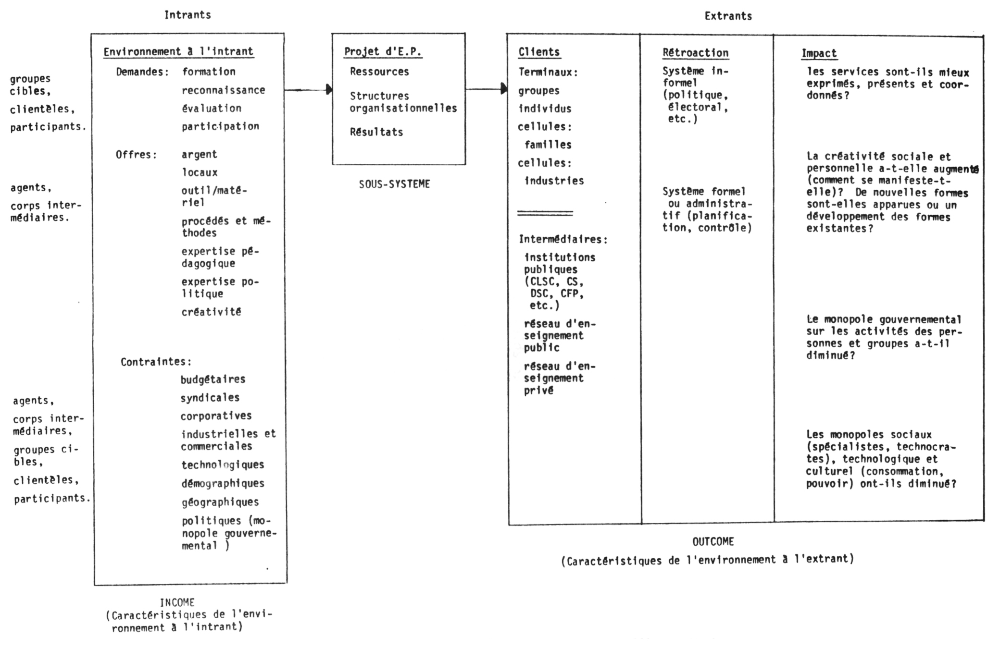 Intrants
Extrants
groupes
cibles,
clientèles,
participants.
agents,
corps inter-
médiaires.
agents,
corps inter-
médiaires,
groupes ci-
bles,
clientèles,
participants.
Environnement à l'intrant
Demandes: formation
reconnaissance
évaluation
participation
Offres: argent
locaux
outil/maté-
riel
procédés et mé-
thodes
expertise pé-
dagogique
expertise po-
litique
créativité
Contraintes:
budgétaires
syndicales
corporatives
industrielles et
commerciales
technologiques
démographiques
géographiques
politiques (mo-
nopole gouverne-
mental )
INCOME
(Caractéristiques de l'envi-
ronnement à l'intrant)
Projet d'E.P.
Ressources
Structures
organisationnelles
Résultats
SOUS-SYSTEME
Clients
Terminaux:
groupes
individus
cellules:
familles
cellules:
industries
Intermédiaires:
institutions
publiques
(CLSC, CS,
DSC, CFP,
etc.)
réseau d'en-
seignement
public
réseau d'en-
seignement
privé
Rétroaction
Système in-
formel
(politique,
électoral,
etc.)
Système formel
ou administra-
tif (planifica-
tion, contrôle)
Impact
les services sont-ils mieux
exprimés, présents et coor-
donnés?
La créativité sociale et
personnelle a-t-elle augmenté
(comment se manifeste-t-
elle)? De nouvelles formes
sont-elles apparues ou un
développement des formes
existantes?
Le monopole gouvernemental
sur les activités des per-
sonnes et groupes a-t-il
diminué?
Les monopoles sociaux
(spécialistes, technocra-
tes), technologique et
culturel (consommation,
pouvoir) ont-ils diminué?
OUTCOME
(Caractéristiques de l'environnement à l'extrant)